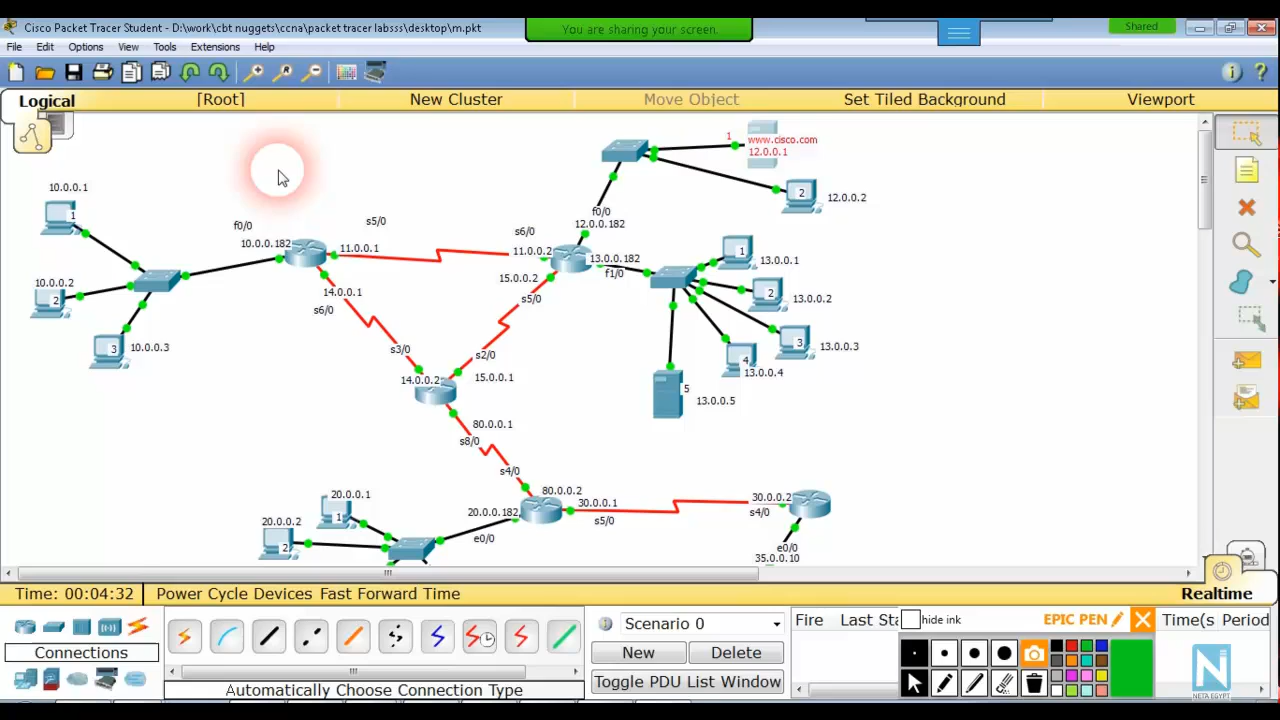 Cisco Packet Tracer Student - D:\work\cbt nuggets\ccna\packet tracer labsss\desktop\m.pkt
You are sharing your screen.
Shared
File Edit Options View Tools Extensions Help
Logical
[Root]
New Cluster
Move Object
Set Tiled Background
Viewport
1
www.cisco.com
12.0.0.1
10.0.0.1
1
2
12.0.0.2
f0/0
12.0.0.182
f0/0
s5/0
s6/0
10.0.0.182
11.0.0.1
11.0.0.2
13.0.0.182
f1/0
1
13.0.0.1
10.0.0.2
2
14.0.0.1
s6/0
15.0.0.2
s5/0
2
13.0.0.2
3
10.0.0.3
s3/0
s2/0
3
13.0.0.3
4
13.0.0.4
14.0.0.2
15.0.0.1
5
13.0.0.5
80.0.0.1
s8/0
s4/0
20.0.0.1
1
80.0.0.2
30.0.0.1
30.0.0.2
20.0.0.2
2
20.0.0.182
s5/0
s4/0
e0/0
e0/0
35.0.0.10
Time: 00:04:32
Power Cycle Devices Fast Forward Time
Realtime
Connections
Automatically Choose Connection Type
Scenario 0
New
Delete
Toggle PDU List Window
Fire
Last Sta
hide ink
EPIC PEN
Time(s
Period
N
NETA EGYPT